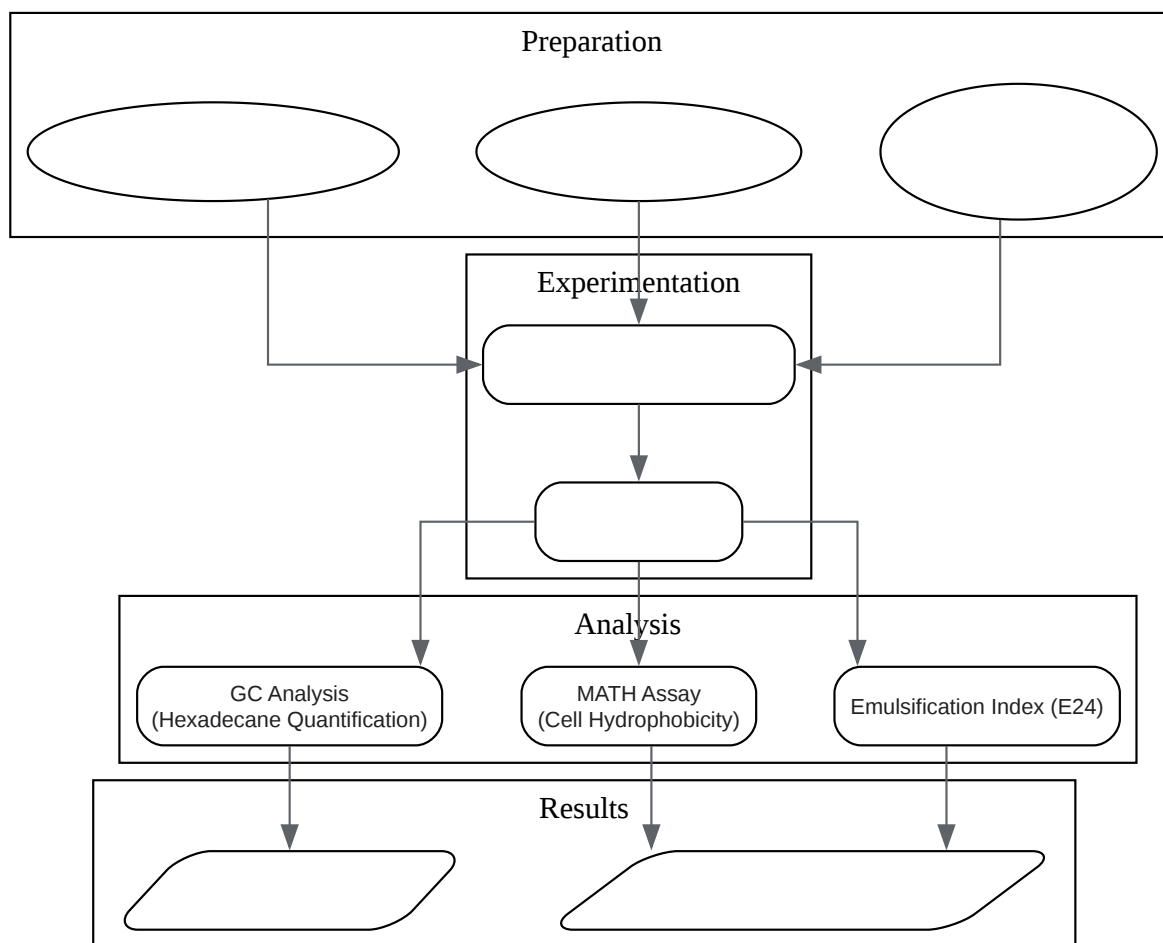 Preparation
Experimentation
Analysis
GC Analysis
(Hexadecane Quantification)
MATH Assay
(Cell Hydrophobicity)
Emulsification Index (E24)
Results